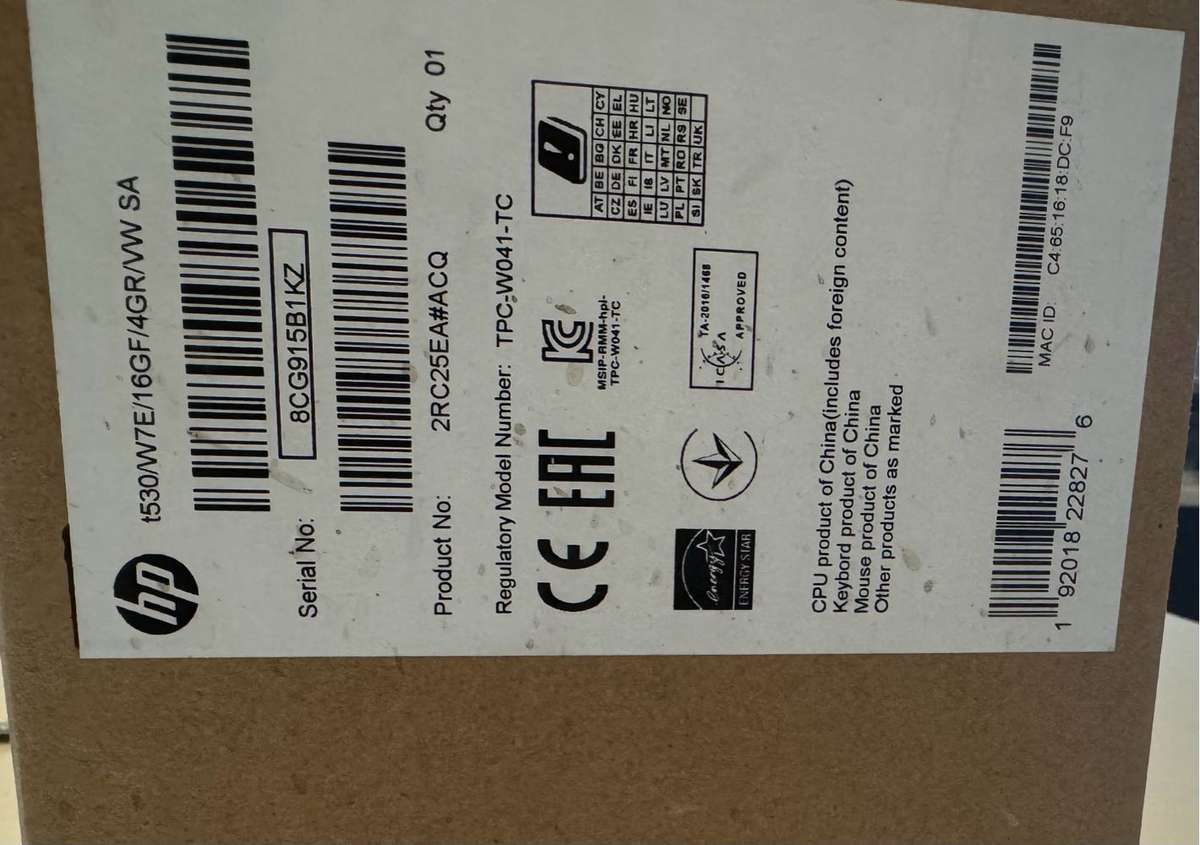 hp
t530/W7E/16GF/4GR/VW SA
Serial No:
8CG915B1KZ
Product No: 2RC25EA#ACQ Qty 01
Regulatory Model Number: TPC-W041-TC
CE EAC
MSIP-RMM-hpi-
TPC-W041-TC
AT BE BG CH CY
CZ DE DK EE EL
ES FI FR HR HU
IE IS IT LI LT
LU LV MT NL NO
PL PT RO RS SE
SI SK TR UK
energy
ENERGY STAR
ICASA
TA-2016/1468
APPROVED
CPU product of China(includes foreign content)
Keybord product of China
Mouse product of China
Other products as marked
1 92018 22827 6
MAC ID: C4:65:16:18:DC:F9